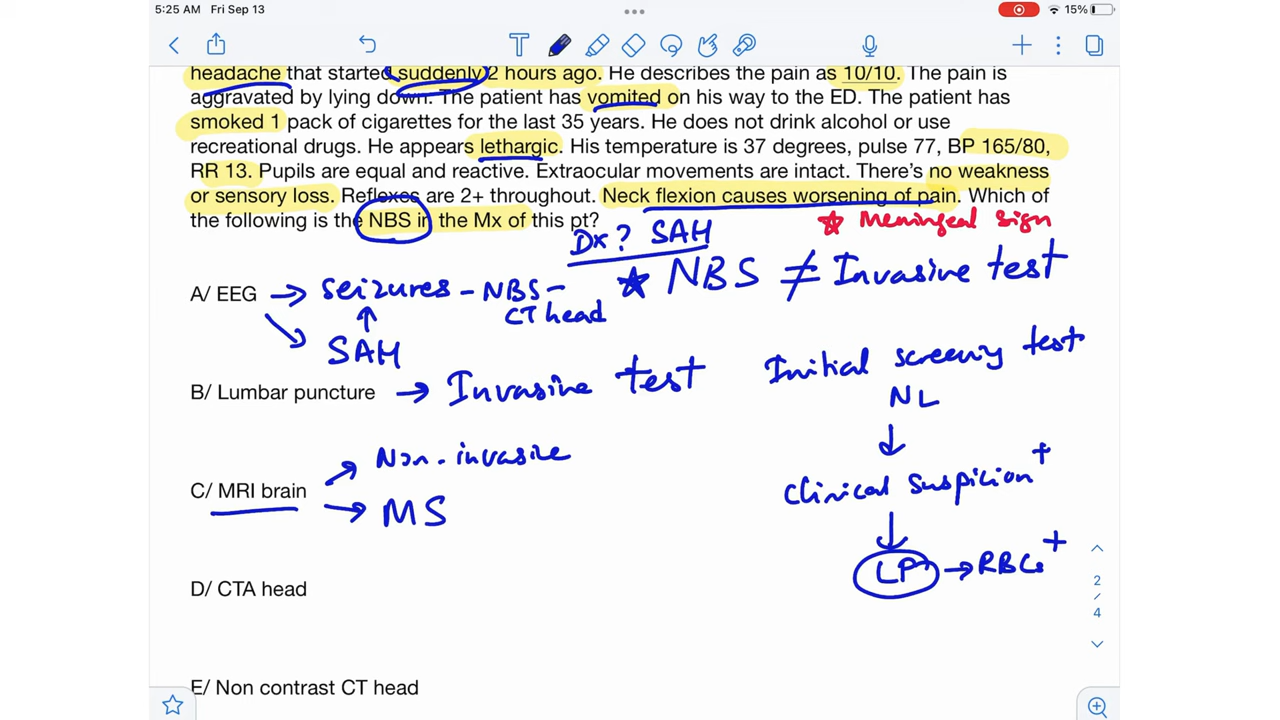 5:25 AM Fri Sep 13
15%
headache that started suddenly 2 hours ago. He describes the pain as 10/10. The pain is
aggravated by lying down. The patient has vomited on his way to the ED. The patient has
smoked 1 pack of cigarettes for the last 35 years. He does not drink alcohol or use
recreational drugs. He appears lethargic. His temperature is 37 degrees, pulse 77, BP 165/80,
RR 13. Pupils are equal and reactive. Extraocular movements are intact. There's no weakness
or sensory loss. Reflexes are 2+ throughout. Neck flexion causes worsening of pain. Which of
the following is the NBS in the Mx of this pt?
★ Meningeal sign
Dx? SAH
★ NBS ≠ Invasive test
A/ EEG → seizures - NBS -
CT head
SAH
B/ Lumbar puncture → Invasive test
Initial screening test
NL
Clinical suspicion +
LP → RBCs +
C/ MRI brain
Non-invasive
MS
D/ CTA head
E/ Non contrast CT head
2
/
4